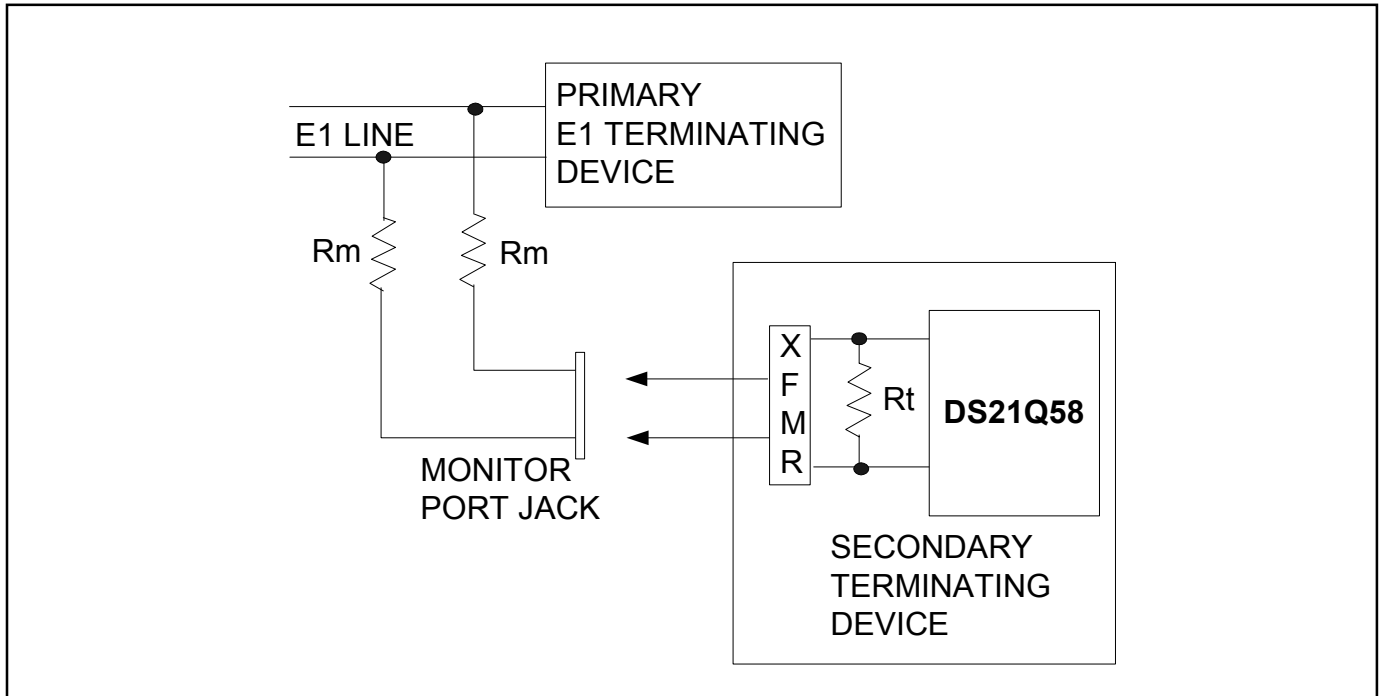 PRIMARY
E1 TERMINATING
DEVICE
E1 LINE
Rm
Rm
MONITOR
PORT JACK
X
F
M
R
Rt
DS21Q58
SECONDARY
TERMINATING
DEVICE